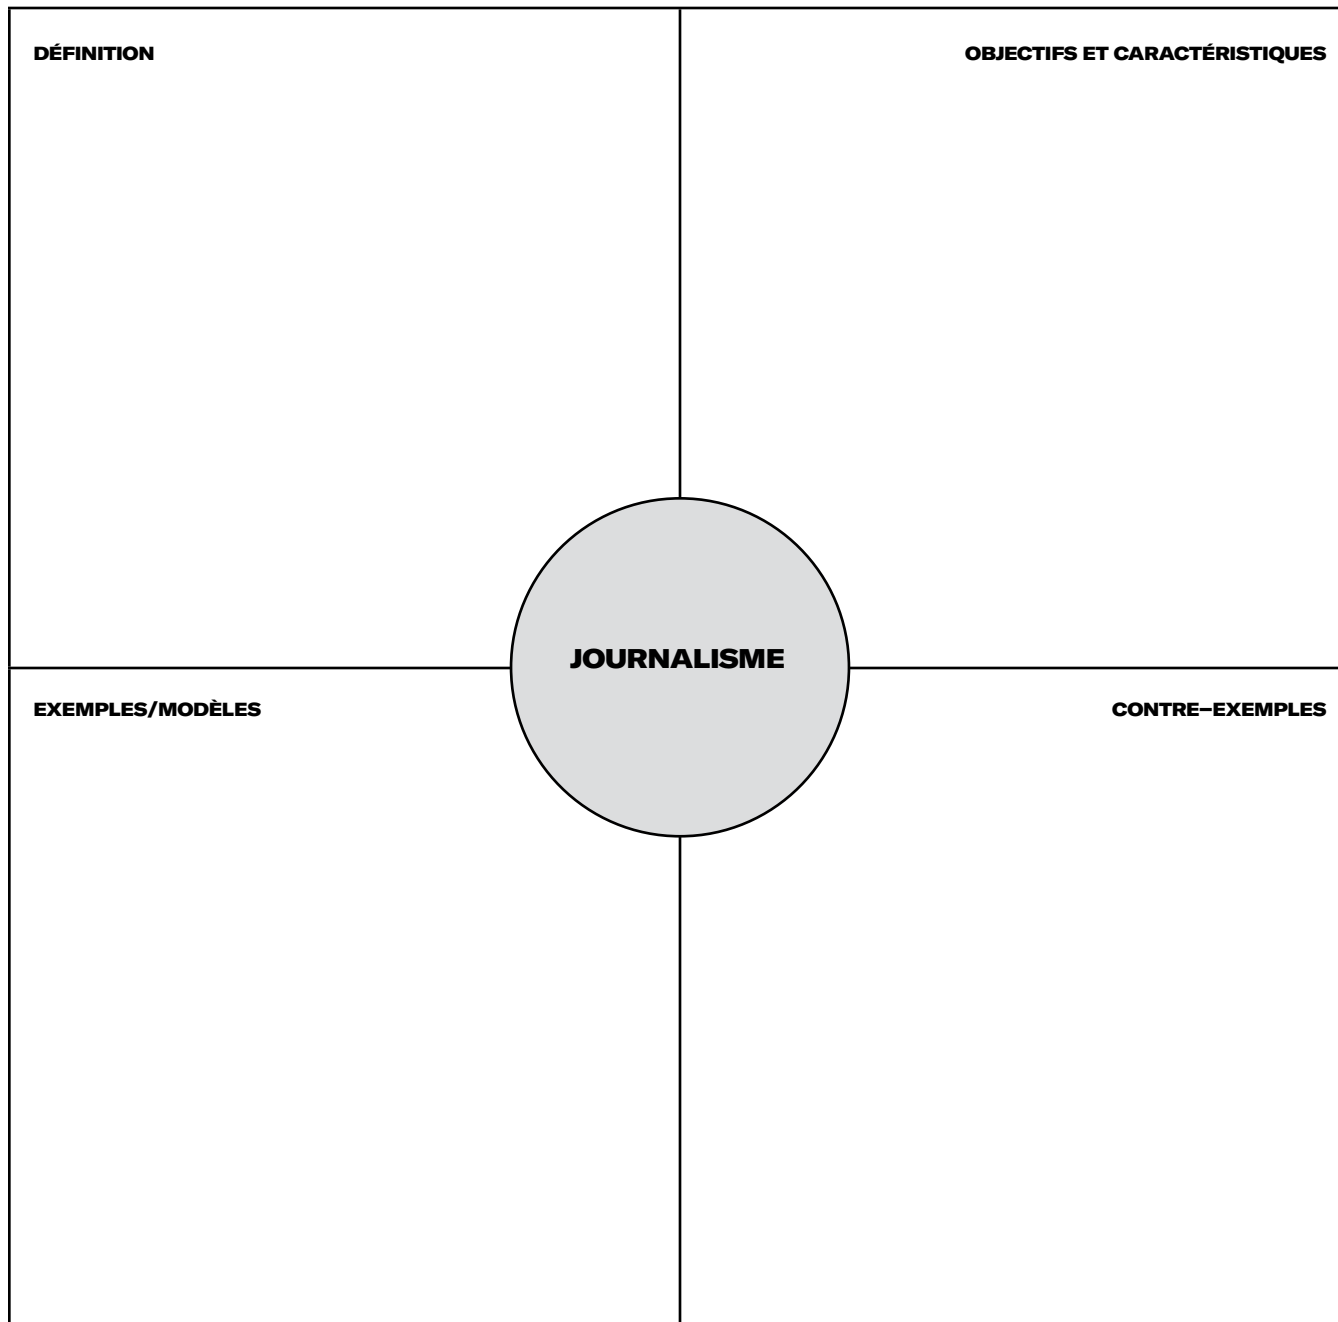 DÉFINITION
OBJECTIFS ET CARACTÉRISTIQUES
JOURNALISME
EXEMPLES/MODÈLES
CONTRE–EXEMPLES